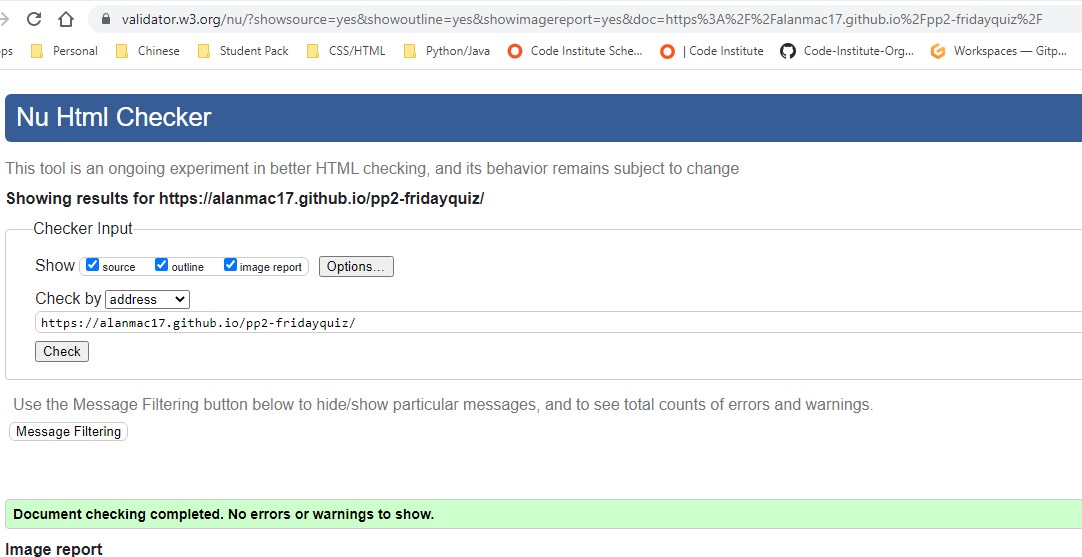 validator.w3.org/nu/?showsource=yes&showoutline=yes&showimagereport=yes&doc=https%3A%2F%2Falanmac17.github.io%2Fpp2-fridayquiz%2F
ps Personal Chinese Student Pack CSS/HTML Python/Java Code Institute Sche... | Code Institute Code-Institute-Org... Workspaces — Gitp...
Nu Html Checker
This tool is an ongoing experiment in better HTML checking, and its behavior remains subject to change
Showing results for https://alanmac17.github.io/pp2-fridayquiz/
Checker Input
Show source outline image report Options...
Check by address
https://alanmac17.github.io/pp2-fridayquiz/
Check
Use the Message Filtering button below to hide/show particular messages, and to see total counts of errors and warnings.
Message Filtering
Document checking completed. No errors or warnings to show.
Image report